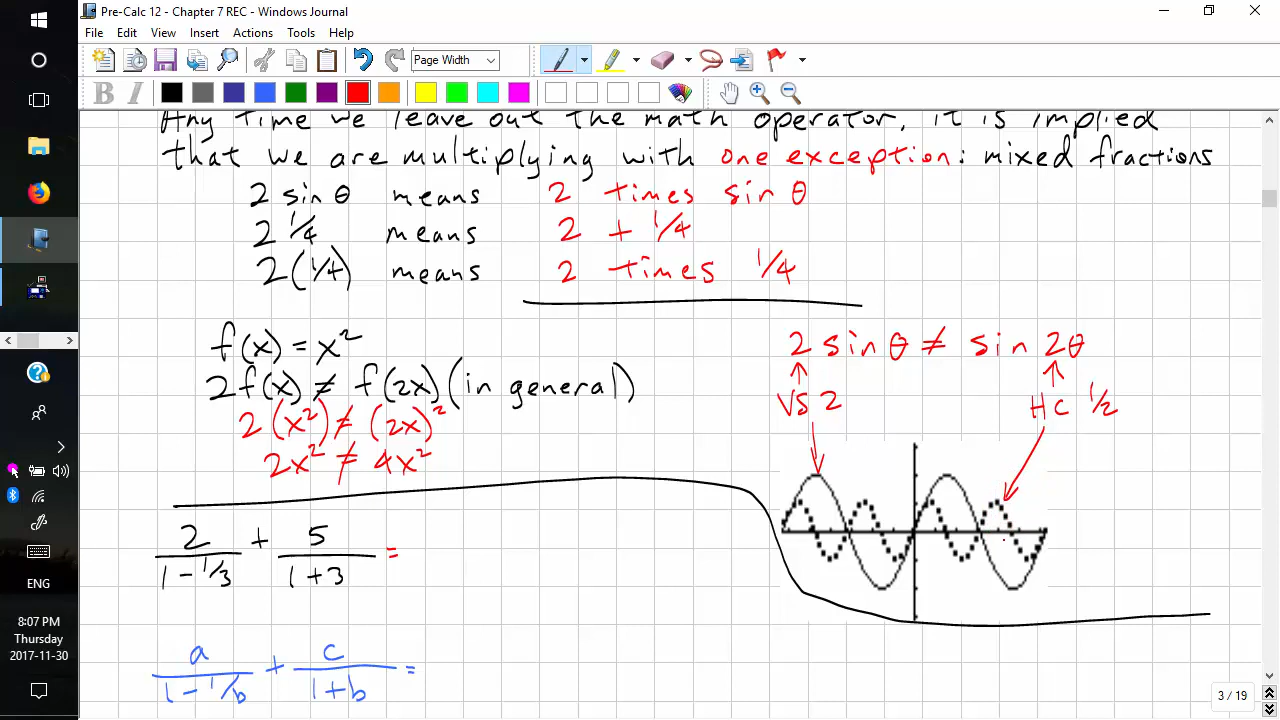 Pre-Calc 12 - Chapter 7 REC - Windows Journal
File Edit View Insert Actions Tools Help
Page Width
B I
Any time we leave out the math operator, it is implied
that we are multiplying with one exception: mixed fractions
2 sin θ means 2 times sin θ
2 1/4 means 2 + 1/4
2(1/4) means 2 times 1/4
f(x) = x²
2f(x) ≠ f(2x) (in general)
2(x²) ≠ (2x)²
2x² ≠ 4x²
2 sin θ ≠ sin 2θ
VS 2
HC 1/2
2/(1 - 1/3) + 5/(1 + 3) =
a/(1 - 1/b) + c/(1 + b) =
ENG
8:07 PM
Thursday
2017-11-30
3 / 19